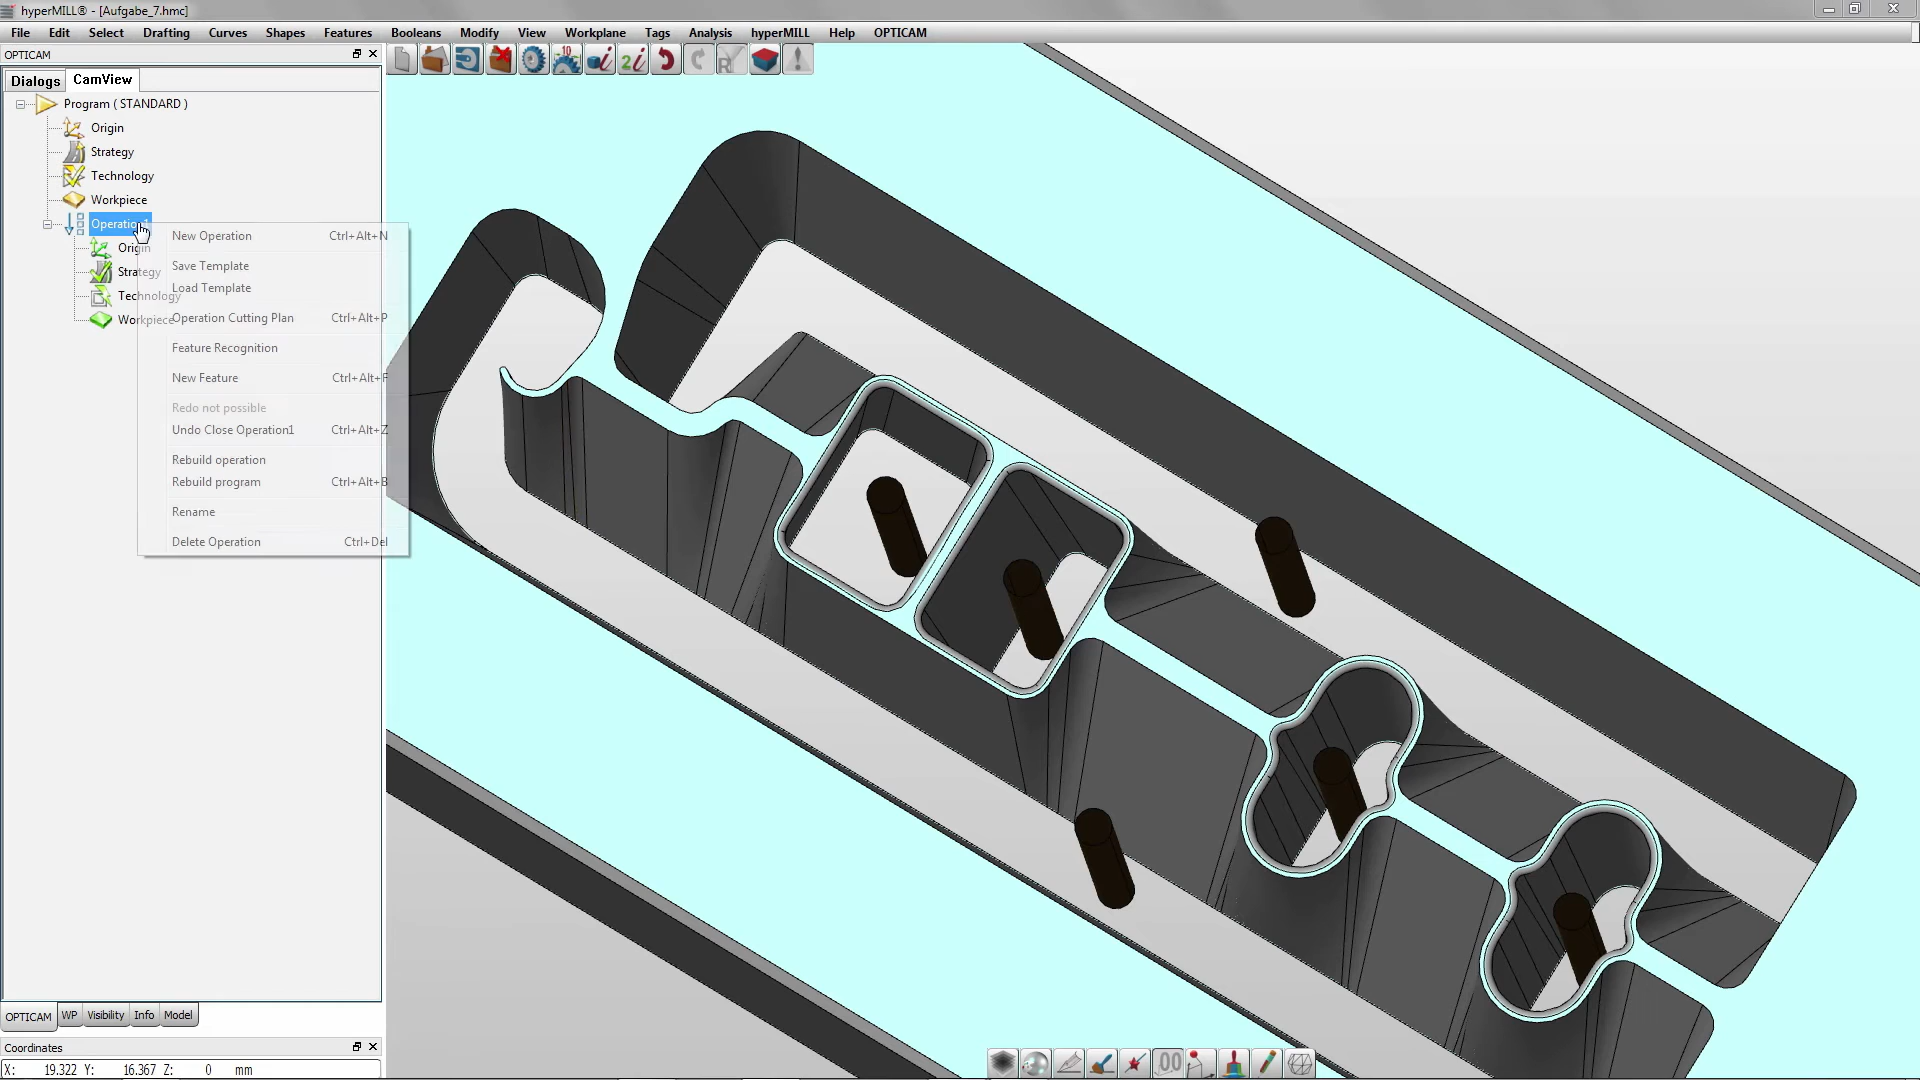 hyperMILL® - [Aufgabe_7.hmc]
File Edit Select Drafting Curves Shapes Features Booleans Modify View Workplane Tags Analysis hyperMILL Help OPTICAM
OPTICAM
Dialogs CamView
Program ( STANDARD )
Origin
Strategy
Technology
Workpiece
Operation1
Origin
Strategy
Technology
Workpiece
New Operation Ctrl+Alt+N
Save Template
Load Template
Operation Cutting Plan Ctrl+Alt+P
Feature Recognition
New Feature Ctrl+Alt+F
Redo not possible
Undo Close Operation1 Ctrl+Alt+Z
Rebuild operation
Rebuild program Ctrl+Alt+B
Rename
Delete Operation Ctrl+Del
OPTICAM WP Visibility Info Model
Coordinates
X: 19.322 Y: 16.367 Z: 0 mm